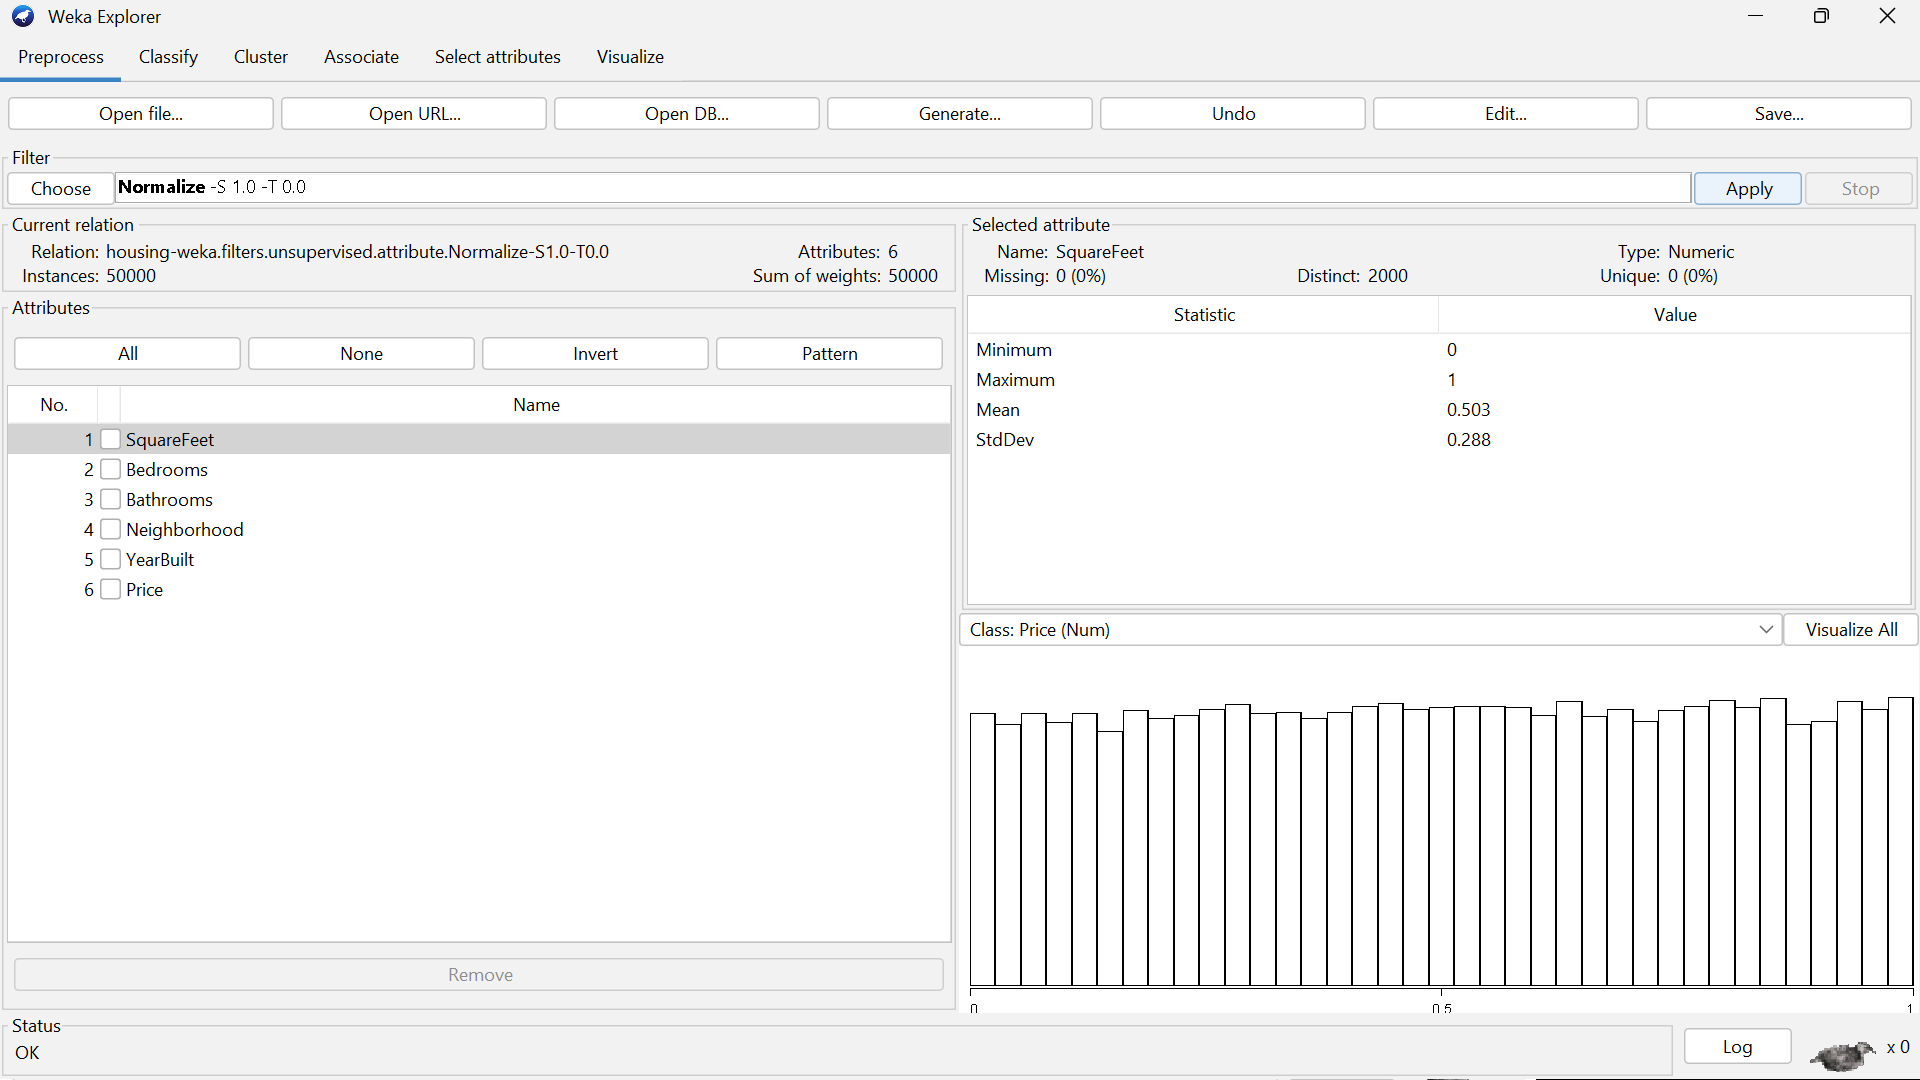 Weka Explorer
Preprocess Classify Cluster Associate Select attributes Visualize
Open file... Open URL... Open DB... Generate... Undo Edit... Save...
Filter
Choose Normalize -S 1.0 -T 0.0 Apply Stop
Current relation
Relation: housing-weka.filters.unsupervised.attribute.Normalize-S1.0-T0.0 Attributes: 6
Instances: 50000 Sum of weights: 50000
Attributes
All None Invert Pattern
No. Name
1 SquareFeet
2 Bedrooms
3 Bathrooms
4 Neighborhood
5 YearBuilt
6 Price
Remove
Selected attribute
Name: SquareFeet Type: Numeric
Missing: 0 (0%) Distinct: 2000 Unique: 0 (0%)
Statistic Value
Minimum 0
Maximum 1
Mean 0.503
StdDev 0.288
Class: Price (Num) Visualize All
0 0.5 1
Status
OK
Log x 0